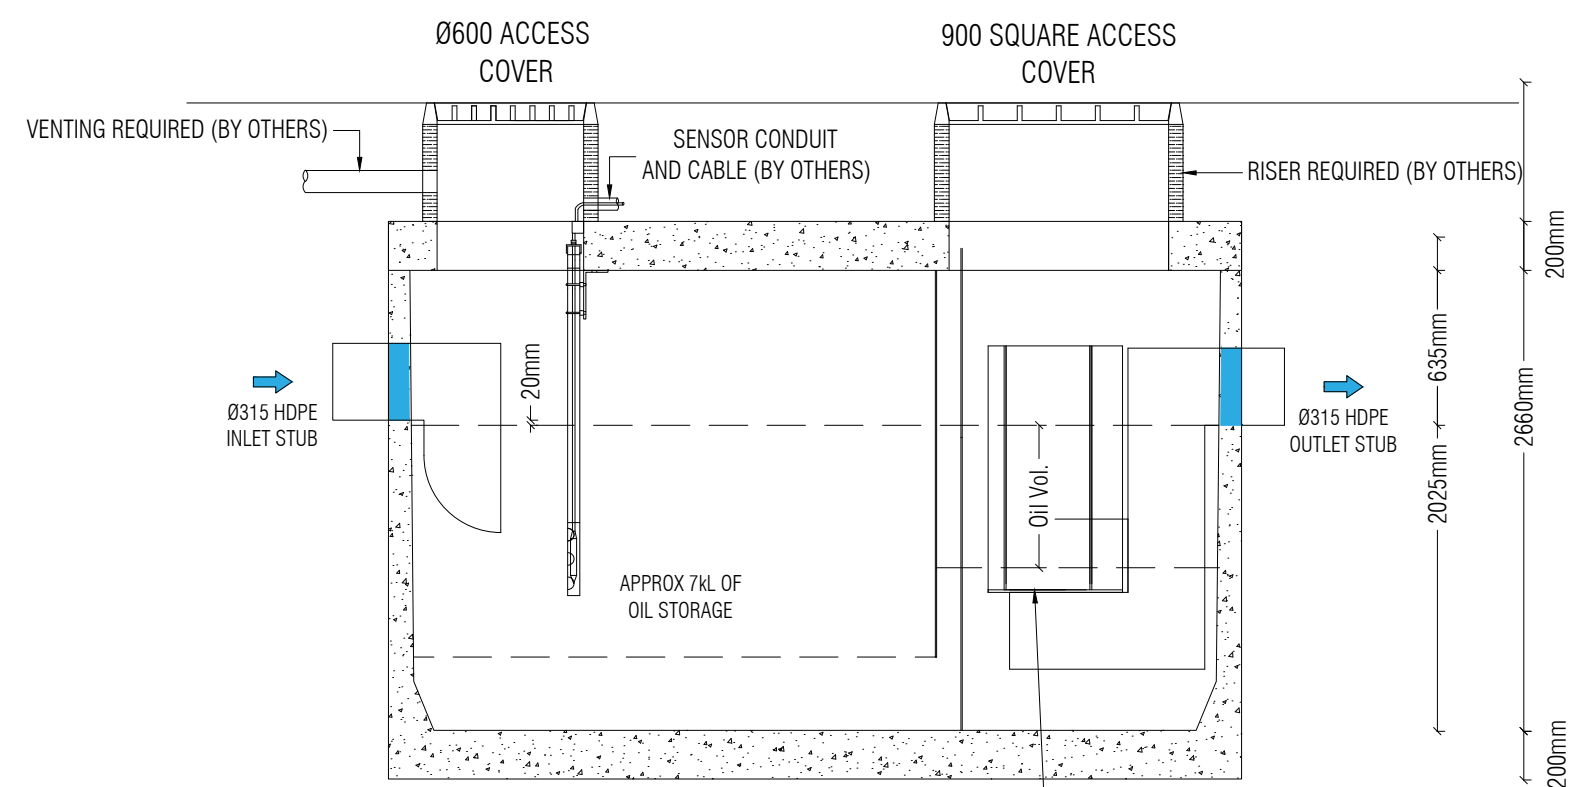 Ø600 ACCESS
COVER
900 SQUARE ACCESS
COVER
VENTING REQUIRED (BY OTHERS)
SENSOR CONDUIT
AND CABLE (BY OTHERS)
RISER REQUIRED (BY OTHERS)
200mm
20mm
635mm
2660mm
Ø315 HDPE
INLET STUB
Ø315 HDPE
OUTLET STUB
Oil Vol.
2025mm
APPROX 7kL OF
OIL STORAGE
200mm